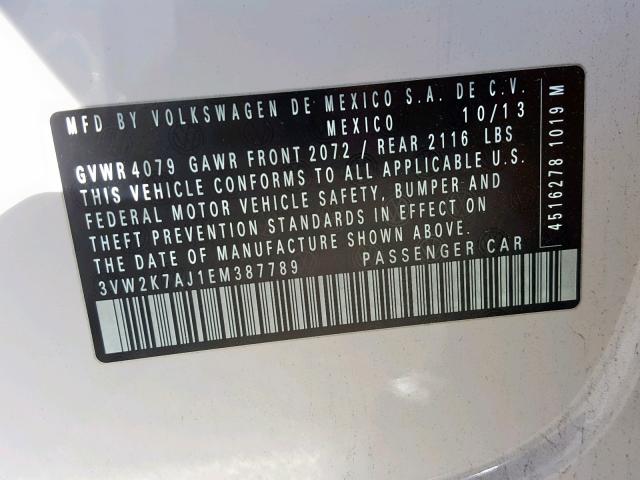 MFD BY VOLKSWAGEN DE MEXICO S.A. DE C.V.
MEXICO 10/13
GVWR 4079 GAWR FRONT 2072 / REAR 2116 LBS
THIS VEHICLE CONFORMS TO ALL APPLICABLE U.S.
FEDERAL MOTOR VEHICLE SAFETY, BUMPER AND
THEFT PREVENTION STANDARDS IN EFFECT ON
THE DATE OF MANUFACTURE SHOWN ABOVE.
3VW2K7AJ1EM387789 PASSENGER CAR
4516278 1019 M